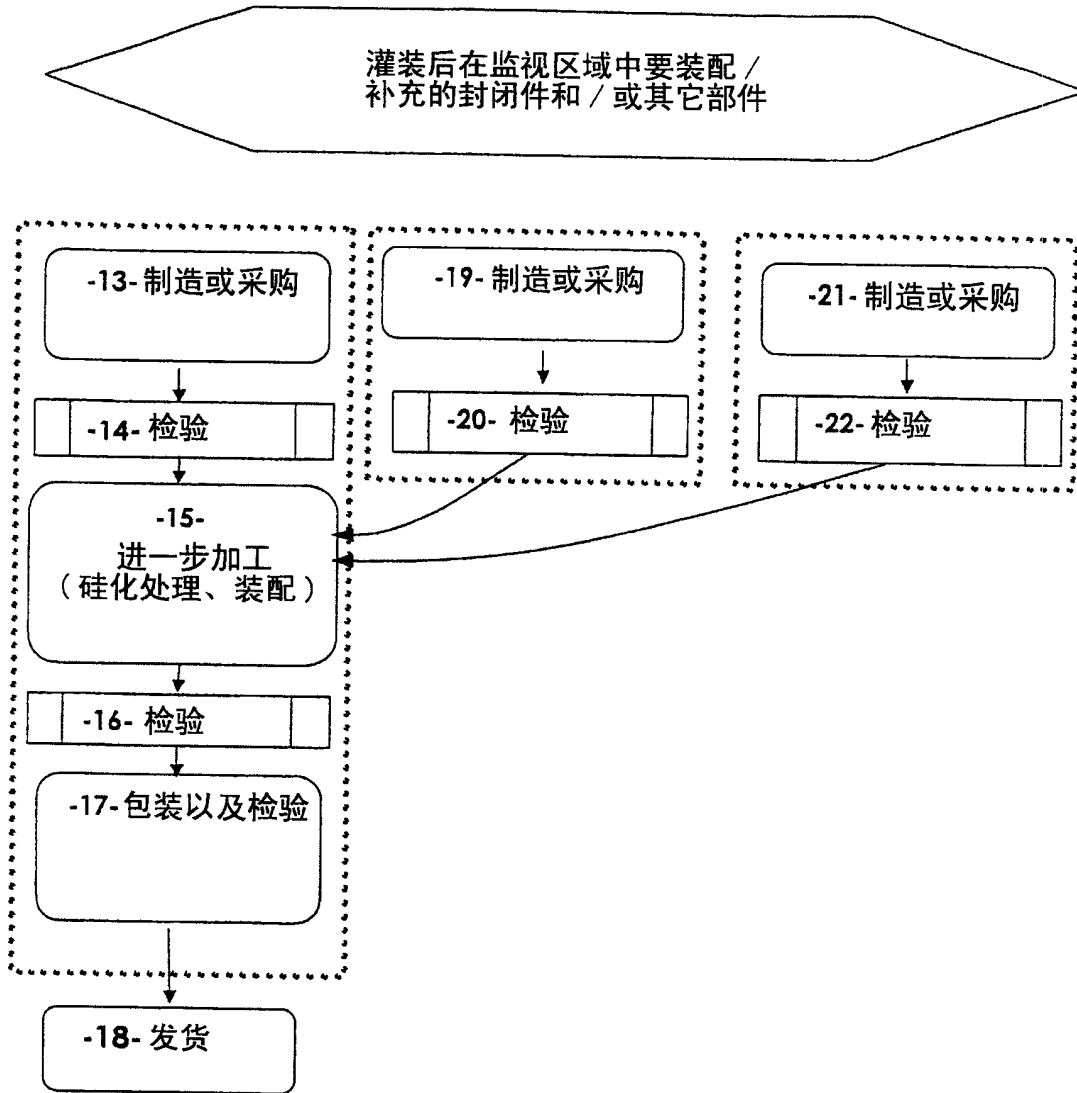 灌装后在监视区域中要装配/
补充的封闭件和/或其它部件
-13-制造或采购
-14-检验
-15-
进一步加工
(硅化处理、装配)
-16-检验
-17-包装以及检验
-18-发货
-19-制造或采购
-20-检验
-21-制造或采购
-22-检验